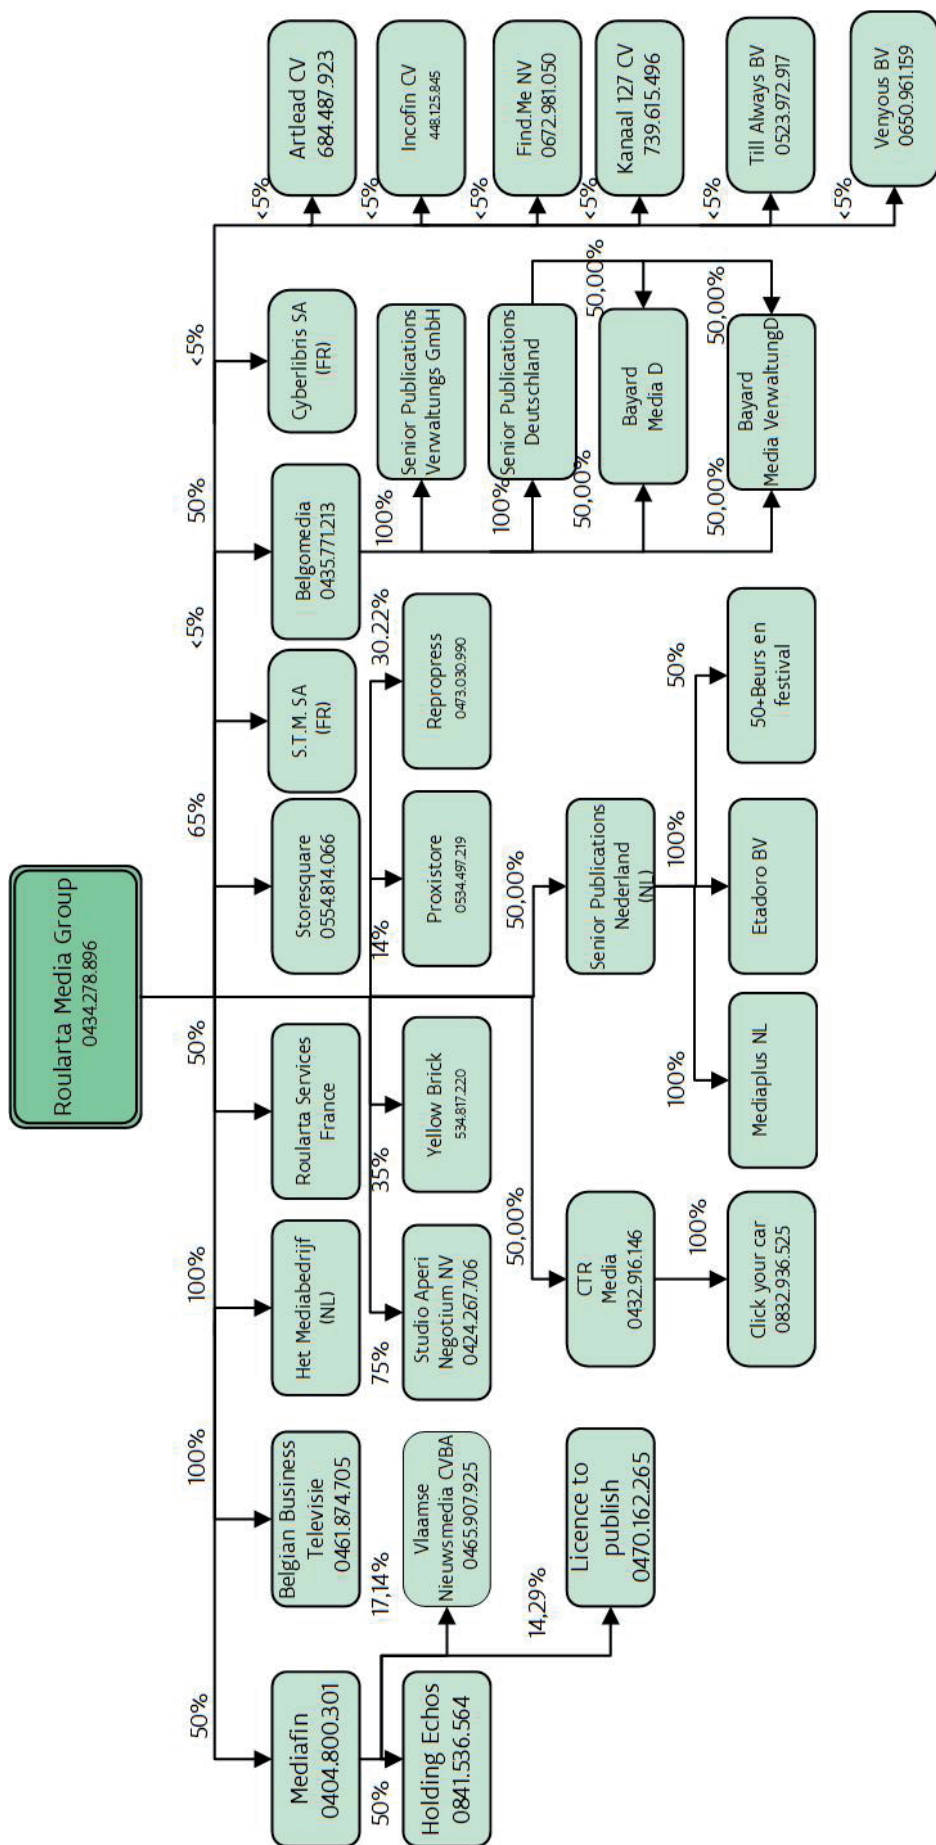 Roularta Media Group
0434.278.896
50%
100%
100%
50%
65%
<5%
50%
<5%
Mediafin
0404.800.301
Belgian Business
Televisie
0461.874.705
Het Mediabedrijf
(NL)
Roularta Services
France
Storesquare
0554.814.066
S.T.M. SA
(FR)
Belgomedia
0435.771.213
Cyberlibris SA
(FR)
<5%
Artlead CV
684.487.923
<5%
Incofin CV
448.125.845
<5%
Find.Me NV
0672.981.050
<5%
Kanaal 127 CV
739.615.496
<5%
Till Always BV
0523.972.917
<5%
Venyous BV
0650.961.159
50%
17,14%
75%
35%
14%
30.22%
Holding Echos
0841.536.564
Vlaamse
Nieuwsmedia CVBA
0465.907.925
Studio Aperi
Negotium NV
0424.267.706
Yellow Brick
534.817.220
Proxistore
0534.497.219
Repropress
0473.030.990
100%
Senior Publications
Verwaltungs GmbH
100%
Senior Publications
Deutschland
50,00%
50,00%
Bayard
Media D
50,00%
50,00%
Bayard
Media VerwaltungD
14,29%
50,00%
50,00%
Licence to
publish
0470.162.265
CTR
Media
0432.916.146
Senior Publications
Nederland
(NL)
100%
100%
100%
50%
Click your car
0832.936.525
Mediaplus NL
Etadoro BV
50+Beurs en
festival